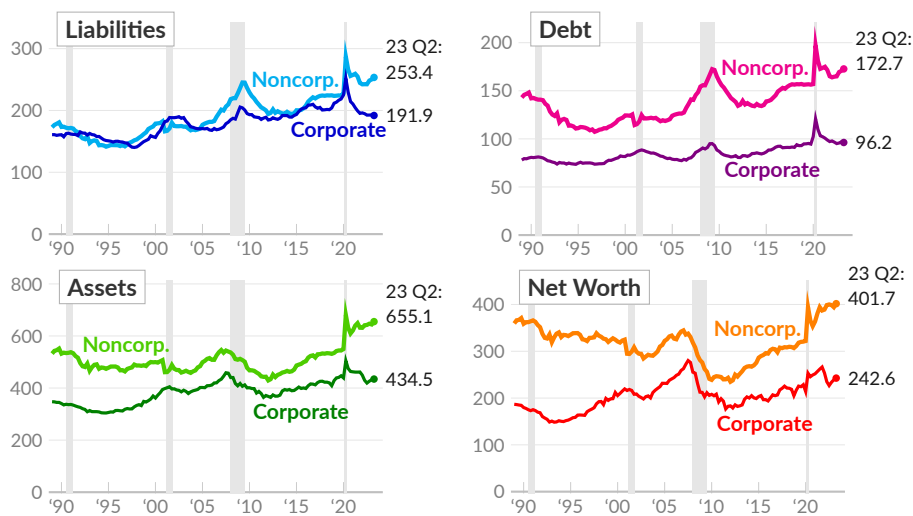 Liabilities
23 Q2:
300
Noncorp.
253.4
200
191.9
Corporate
100
0
‘90 ‘95 ‘00 ‘05 ‘10 ‘15 ‘20
Debt
23 Q2:
200
Noncorp.
172.7
150
100
96.2
Corporate
50
0
‘90 ‘95 ‘00 ‘05 ‘10 ‘15 ‘20
Assets
23 Q2:
800
655.1
Noncorp.
600
400
434.5
Corporate
200
0
‘90 ‘95 ‘00 ‘05 ‘10 ‘15 ‘20
Net Worth
23 Q2:
400
401.7
Noncorp.
300
242.6
200
Corporate
100
0
‘90 ‘95 ‘00 ‘05 ‘10 ‘15 ‘20